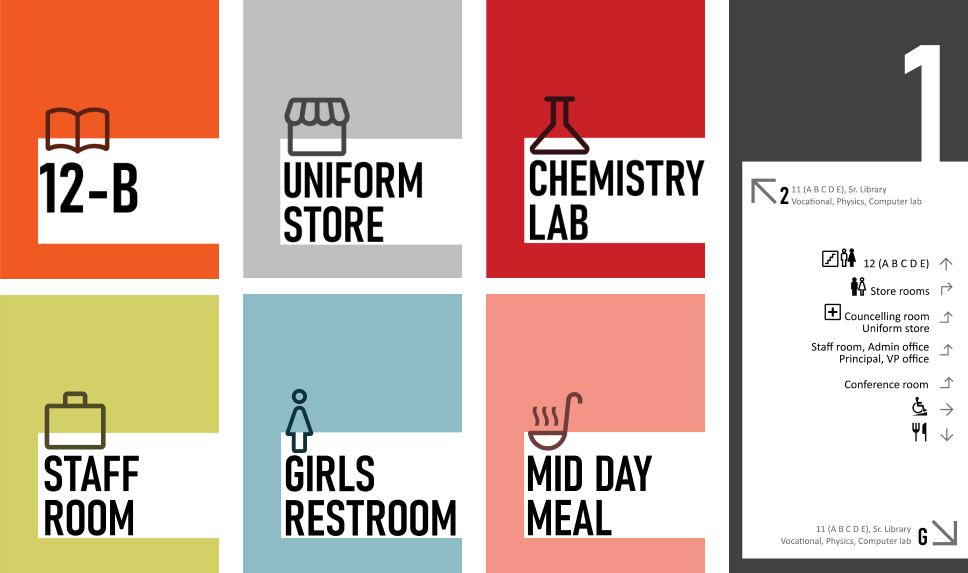 12-B
UNIFORM
STORE
CHEMISTRY
LAB
STAFF
ROOM
GIRLS
RESTROOM
MID DAY
MEAL
1
2
11 (A B C D E), Sr. Library
Vocational, Physics, Computer lab
12 (A B C D E)
Store rooms
Councelling room
Uniform store
Staff room, Admin office
Principal, VP office
Conference room
11 (A B C D E), Sr. Library
Vocational, Physics, Computer lab
G